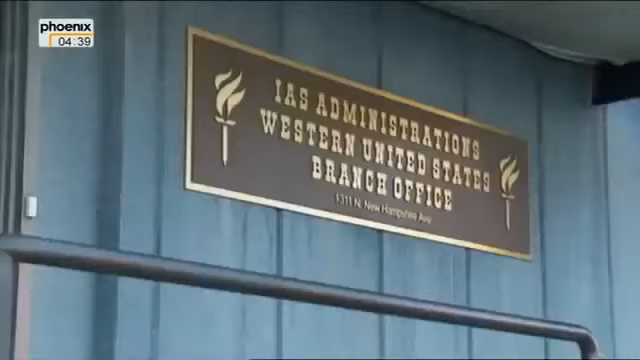 phoenix
04:39
IAS ADMINISTRATIONS
WESTERN UNITED STATES
BRANCH OFFICE
1311 N. New Hampshire Ave